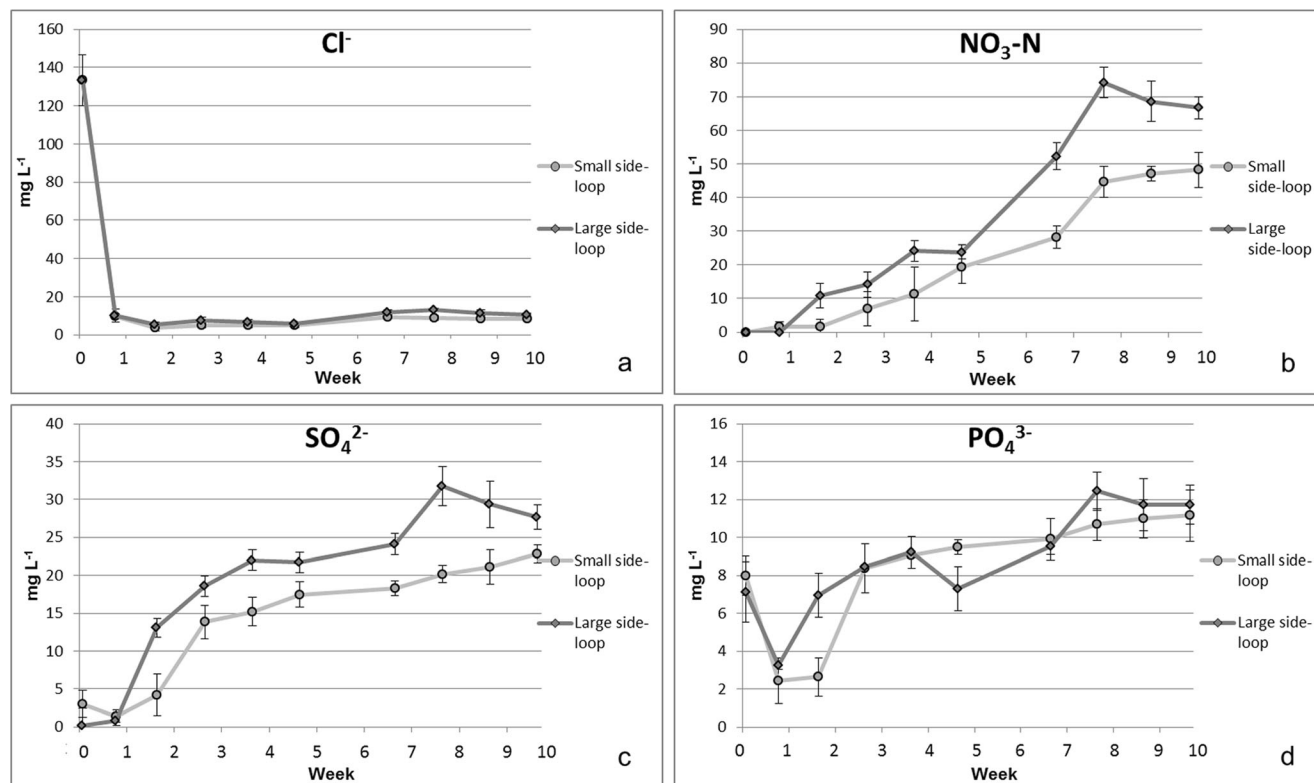 Cl⁻
160
140
120
100
80
60
40
20
0
mg L⁻¹
0 1 2 3 4 5 6 7 8 9 10
Week
Small side-
loop
Large side-
loop
a
NO₃-N
90
80
70
60
50
40
30
20
10
0
mg L⁻¹
0 1 2 3 4 5 6 7 8 9 10
Week
Small
side-loop
Large
side-loop
b
SO₄²⁻
40
35
30
25
20
15
10
5
0
mg L⁻¹
0 1 2 3 4 5 6 7 8 9 10
Week
Small side-
loop
Large side-
loop
c
PO₄³⁻
16
14
12
10
8
6
4
2
0
mg L⁻¹
0 1 2 3 4 5 6 7 8 9 10
Week
Small side-
loop
Large side-
loop
d